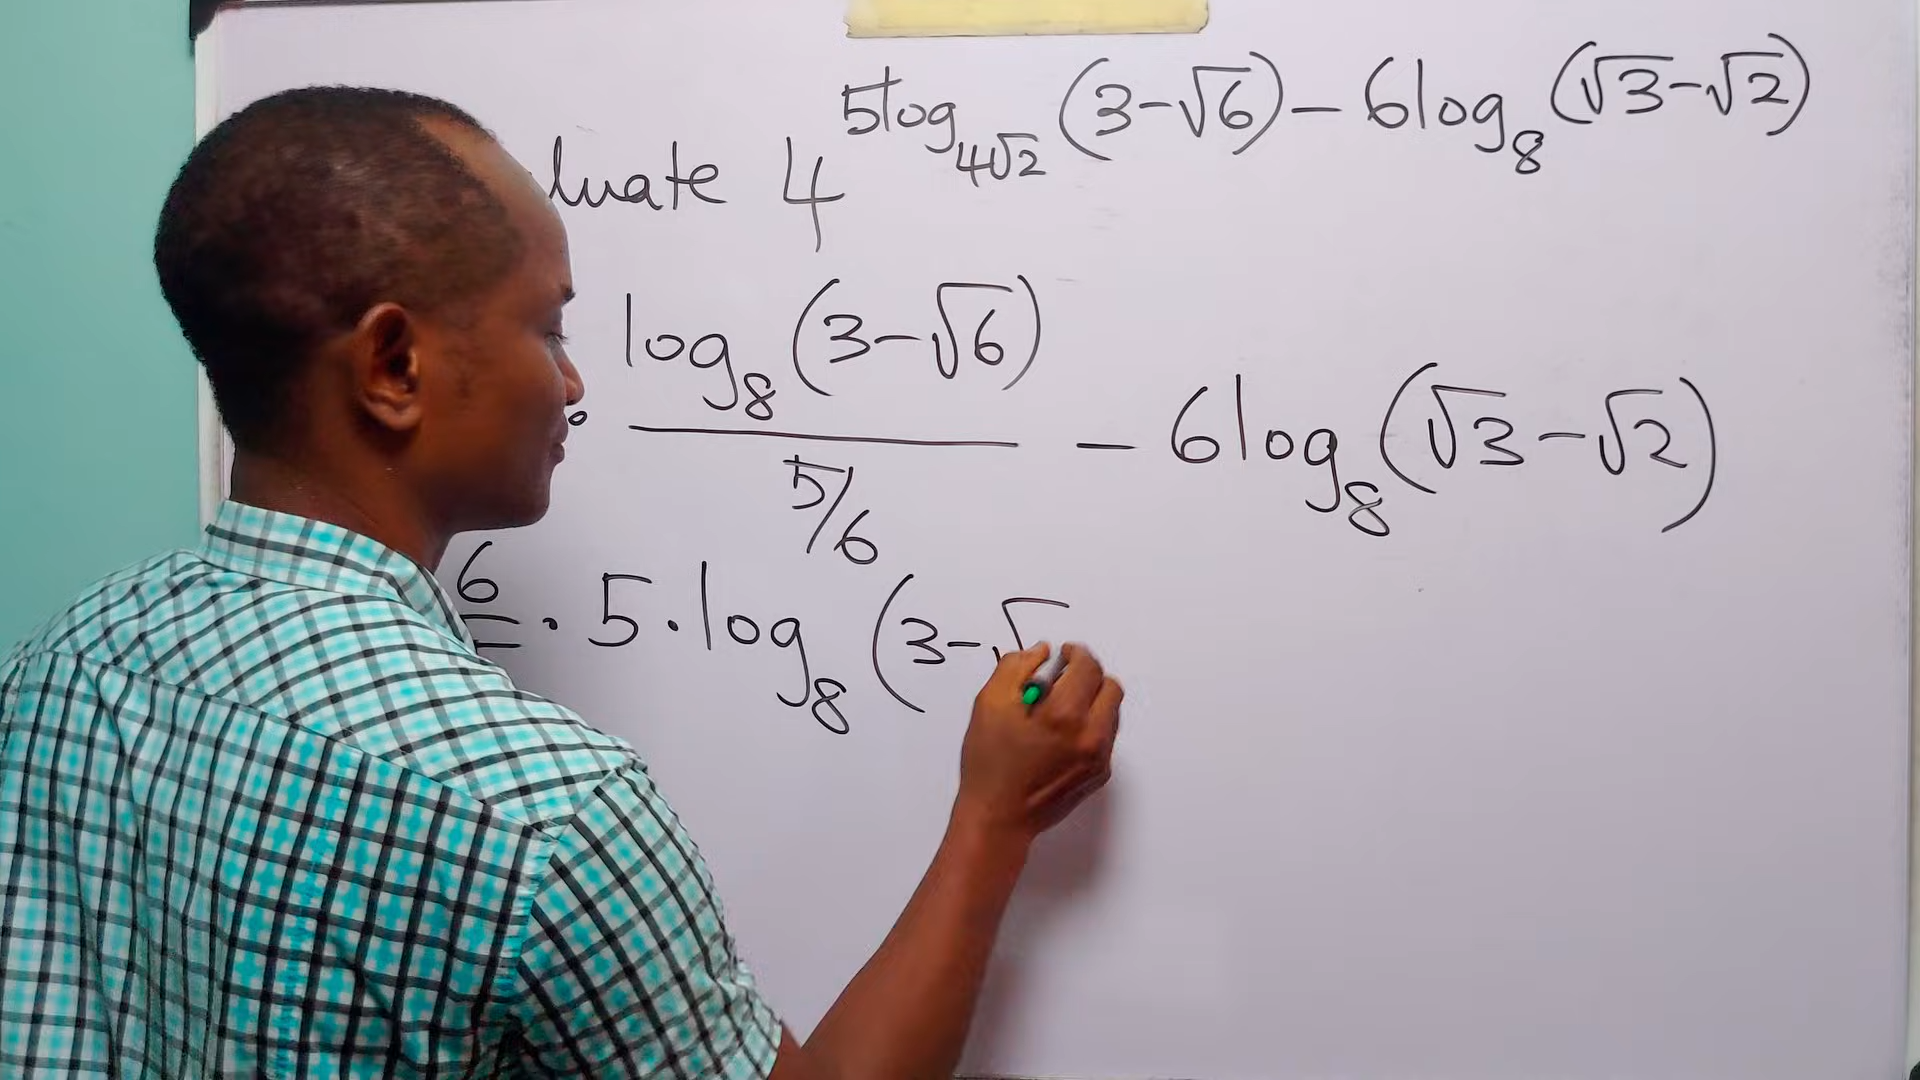 luate 4^{5log_{4√2}(3-√6) - 6log_8(√3-√2)}
· \frac{log_8(3-√6)}{5/6} - 6log_8(√3-√2)
6 · 5 · log_8(3-√